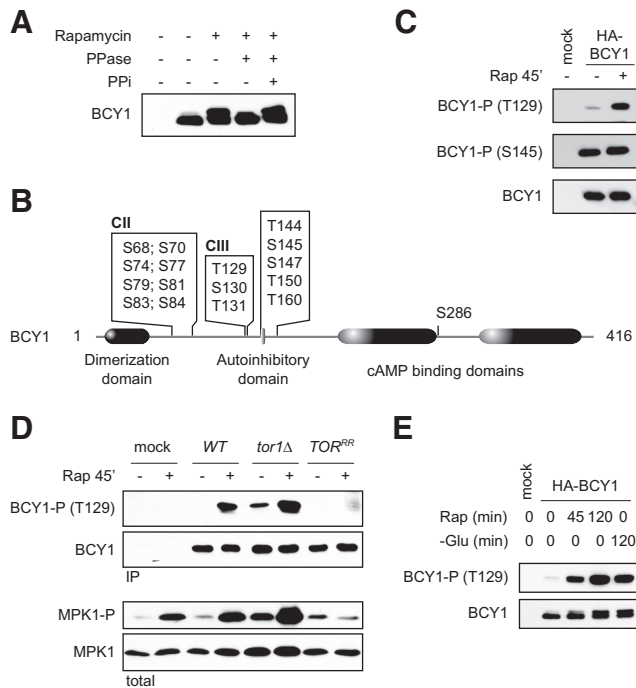 A
Rapamycin - - + + +
PPase - - - + +
PPi - - - - +
BCY1
B
CII
S68; S70
S74; S77
S79; S81
S83; S84
CIII
T129
S130
T131
T144
S145
S147
T150
T160
S286
BCY1 1 416
Dimerization domain
Autoinhibitory domain
cAMP binding domains
C
mock
HA-BCY1
Rap 45' - - +
BCY1-P (T129)
BCY1-P (S145)
BCY1
D
mock WT tor1Δ TOR^RR
Rap 45' - + - + - + - +
BCY1-P (T129)
BCY1
IP
MPK1-P
MPK1
total
E
mock
HA-BCY1
Rap (min) 0 0 45 120 0
-Glu (min) 0 0 0 0 120
BCY1-P (T129)
BCY1